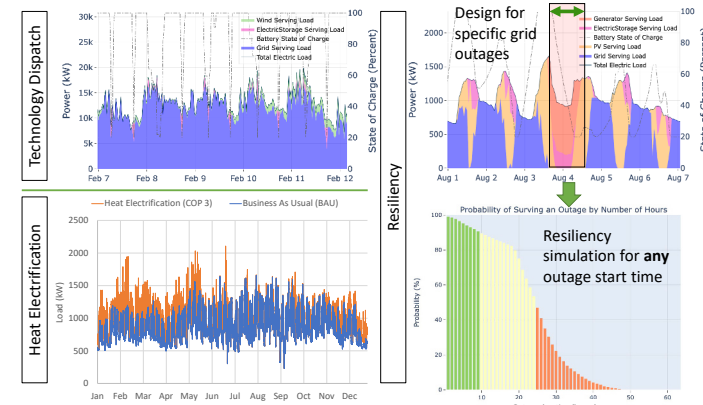 Technology Dispatch
30k
25k
20k
15k
10k
5k
0
Power (kW)
Wind Serving Load
ElectricStorage Serving Load
Battery State of Charge
Grid Serving Load
Total Electric Load
100
80
60
40
20
0
State of Charge (Percent)
Feb 7 Feb 8 Feb 9 Feb 10 Feb 11 Feb 12
Heat Electrification
Heat Electrification (COP 3) Business As Usual (BAU)
2500
2000
1500
1000
500
0
Load (kW)
Jan Feb Mar Apr May Jun Jul Aug Sep Oct Nov Dec
Resiliency
Design for
specific grid
outages
2000
1500
1000
500
0
Power (kW)
Generator Serving Load
ElectricStorage Serving Load
Battery State of Charge
PV Serving Load
Grid Serving Load
Total Electric Load
100
80
60
40
20
0
Aug 1 Aug 2 Aug 3 Aug 4 Aug 5 Aug 6 Aug 7
Probability of Surving an Outage by Number of Hours
100
80
60
40
20
0
Probability (%)
Resiliency
simulation for any
outage start time
10 20 30 40 50 60